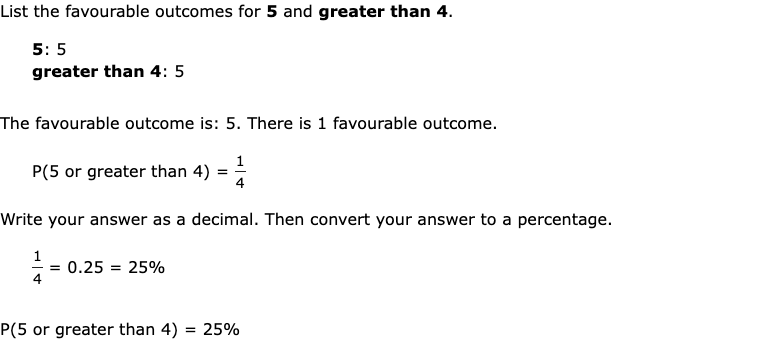 List the favourable outcomes for 5 and greater than 4.
5: 5
greater than 4: 5
The favourable outcome is: 5. There is 1 favourable outcome.
P(5 or greater than 4) = 1/4
Write your answer as a decimal. Then convert your answer to a percentage.
1/4 = 0.25 = 25%
P(5 or greater than 4) = 25%